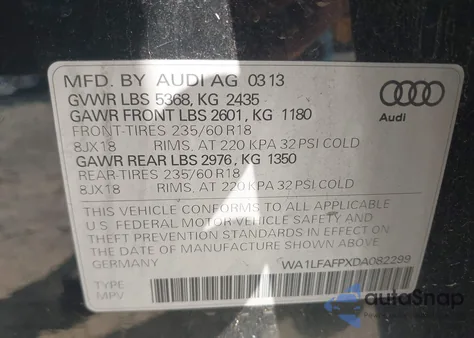 MFD. BY AUDI AG 03 13
GVWR LBS 5368, KG 2435
GAWR FRONT LBS 2601, KG 1180
FRONT-TIRES 235/60 R18
8JX18 RIMS, AT 220 KPA 32 PSI COLD
GAWR REAR LBS 2976, KG 1350
REAR-TIRES 235/60 R18
8JX18 RIMS, AT 220 KPA 32 PSI COLD
Audi
THIS VEHICLE CONFORMS TO ALL APPLICABLE
U.S. FEDERAL MOTOR VEHICLE SAFETY AND
THEFT PREVENTION STANDARDS IN EFFECT ON
THE DATE OF MANUFACTURE SHOWN ABOVE.
GERMANY
WA1LFAFPXDA082299
TYPE
MPV
autoSnap